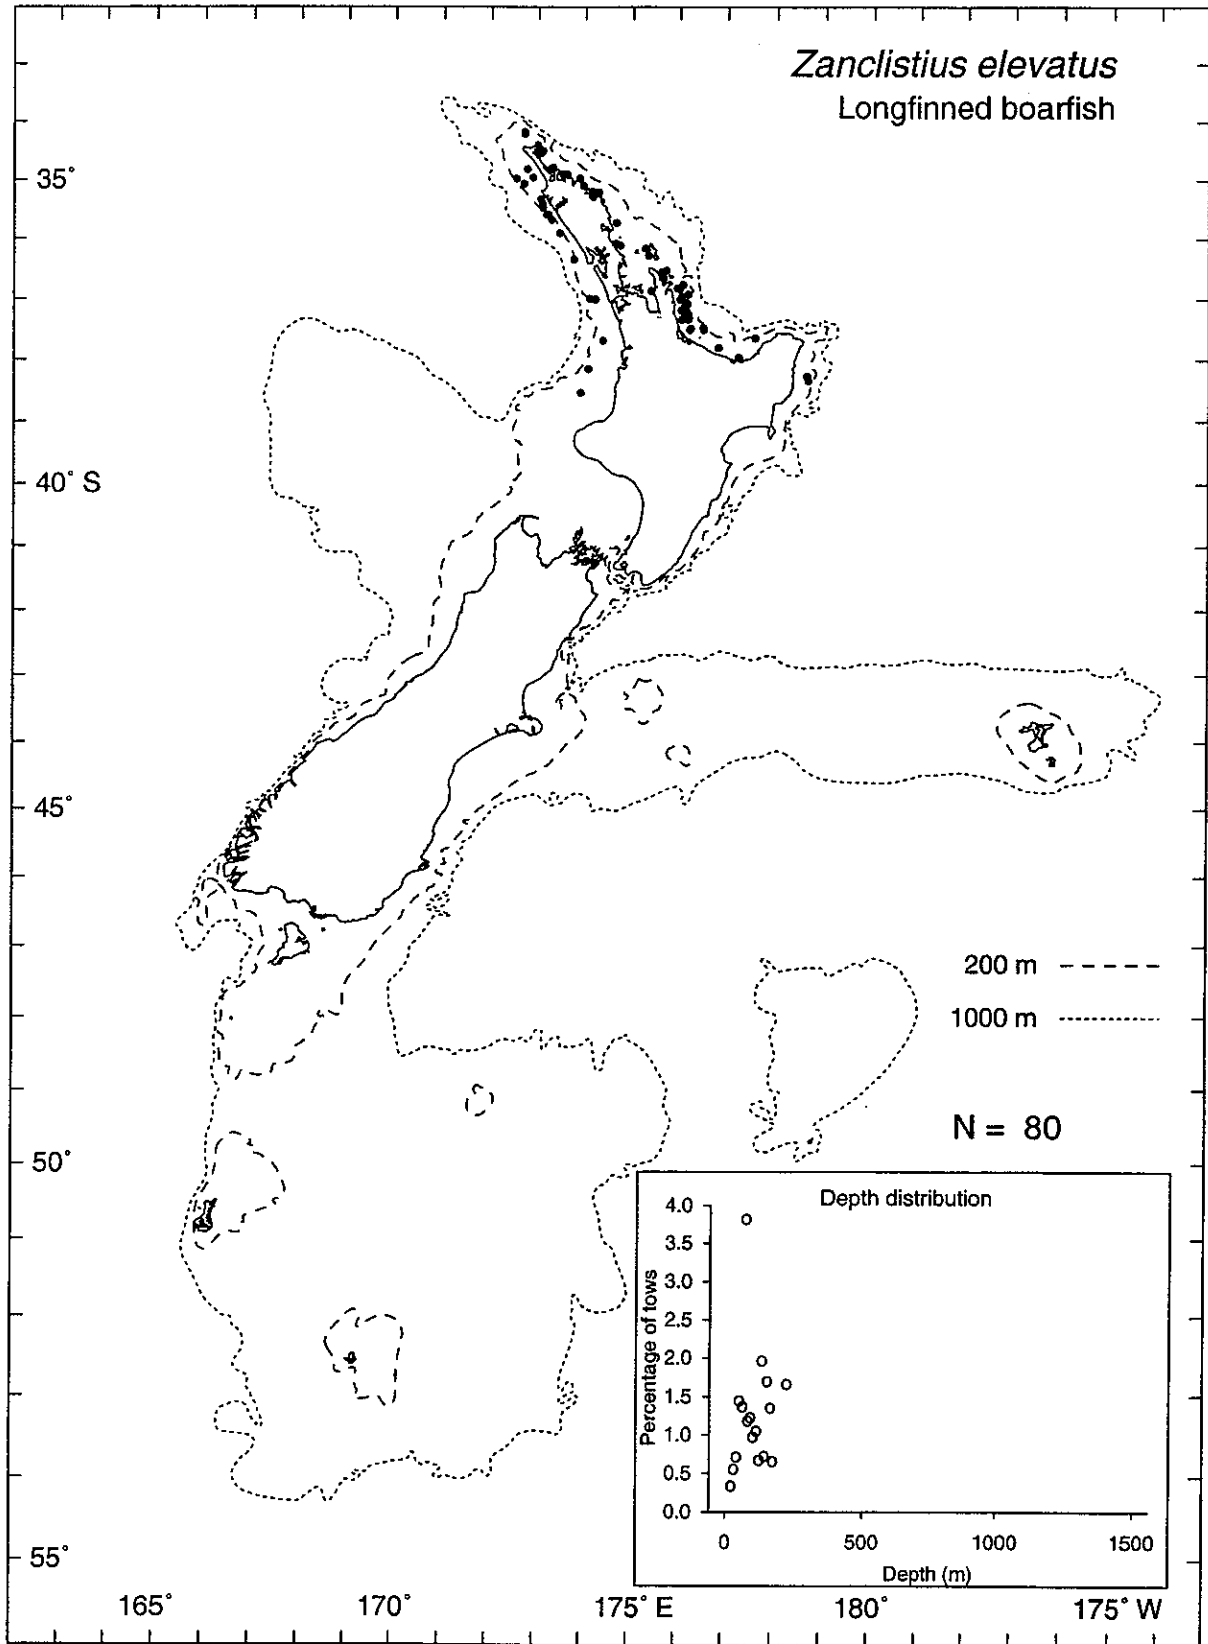 Zanclistius elevatus
Longfinned boarfish
35°
40° S
45°
200 m
1000 m
50°
N = 80
Depth distribution
4.0
3.5
3.0
2.5
2.0
1.5
1.0
0.5
0.0
Percentage of tows
0 500 1000 1500
Depth (m)
55°
165° 170° 175° E 180° 175° W